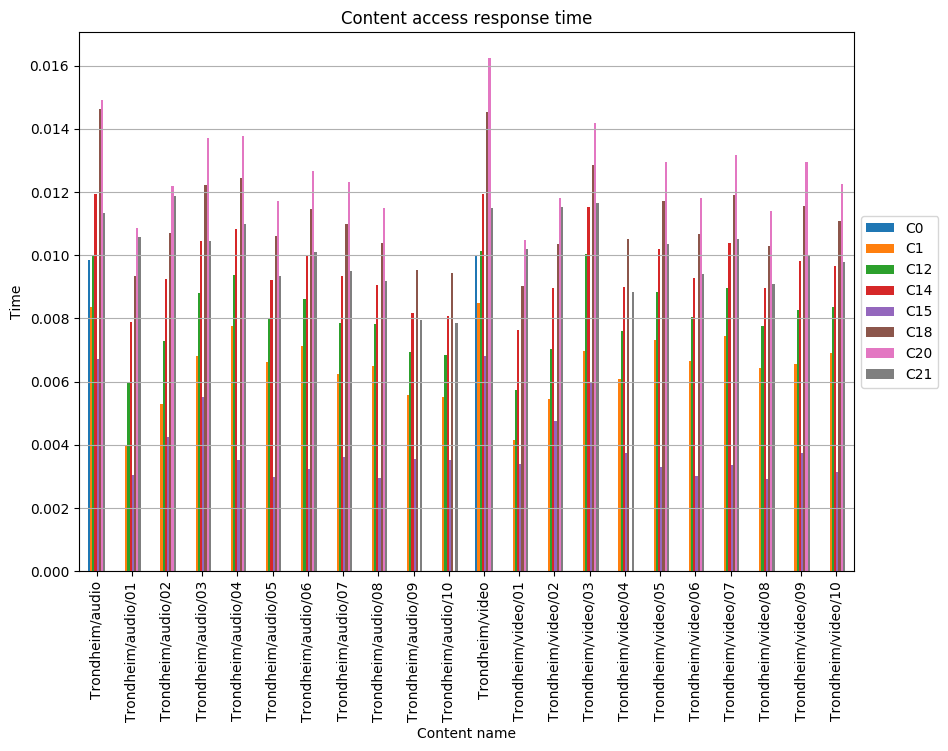 Content access response time
Time
0.016
0.014
0.012
0.010
0.008
0.006
0.004
0.002
0.000
Trondheim/audio
Trondheim/audio/01
Trondheim/audio/02
Trondheim/audio/03
Trondheim/audio/04
Trondheim/audio/05
Trondheim/audio/06
Trondheim/audio/07
Trondheim/audio/08
Trondheim/audio/09
Trondheim/audio/10
Trondheim/video
Trondheim/video/01
Trondheim/video/02
Trondheim/video/03
Trondheim/video/04
Trondheim/video/05
Trondheim/video/06
Trondheim/video/07
Trondheim/video/08
Trondheim/video/09
Trondheim/video/10
Content name
C0
C1
C12
C14
C15
C18
C20
C21